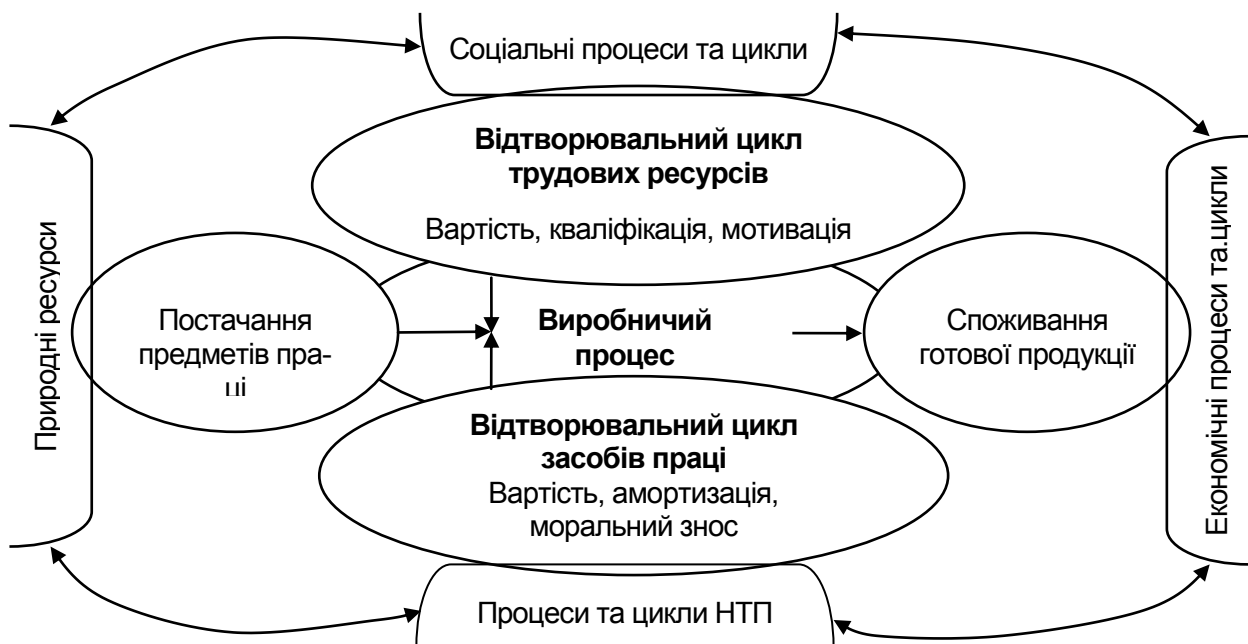 Соціальні процеси та цикли
Відтворювальний цикл
трудових ресурсів
Вартість, кваліфікація, мотивація
Природні ресурси
Постачання
предметів пра-
ці
Виробничий
процес
Споживання
готової продукції
Економічні процеси та.цикли
Відтворювальний цикл
засобів праці
Вартість, амортизація,
моральний знос
Процеси та цикли НТП